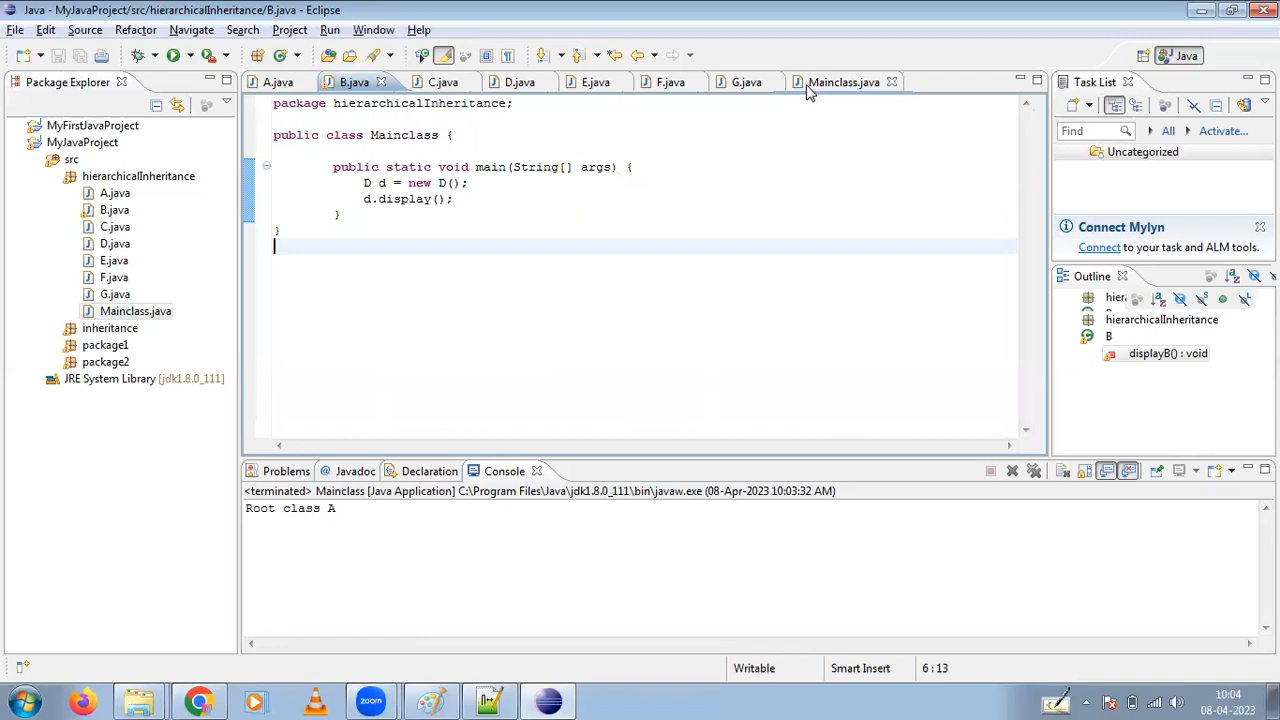 Java - MyJavaProject/src/hierarchicalInheritance/B.java - Eclipse
File Edit Source Refactor Navigate Search Project Run Window Help
Java
Package Explorer
A.java B.java C.java D.java E.java F.java G.java Mainclass.java
Task List
MyFirstJavaProject
MyJavaProject
src
hierarchicalInheritance
A.java
B.java
C.java
D.java
E.java
F.java
G.java
Mainclass.java
inheritance
package1
package2
JRE System Library [jdk1.8.0_111]
package hierarchicalInheritance;
public class Mainclass {
public static void main(String[] args) {
D d = new D();
d.display();
}
}
Find All Activate...
Uncategorized
Connect Mylyn
Connect to your task and ALM tools.
Outline
hier
hierarchicalInheritance
B
displayB() : void
Problems Javadoc Declaration Console
<terminated> Mainclass [Java Application] C:\Program Files\Java\jdk1.8.0_111\bin\javaw.exe (08-Apr-2023 10:03:32 AM)
Root class A
Writable Smart Insert 6 : 13
zoom
10:04
08-04-2023